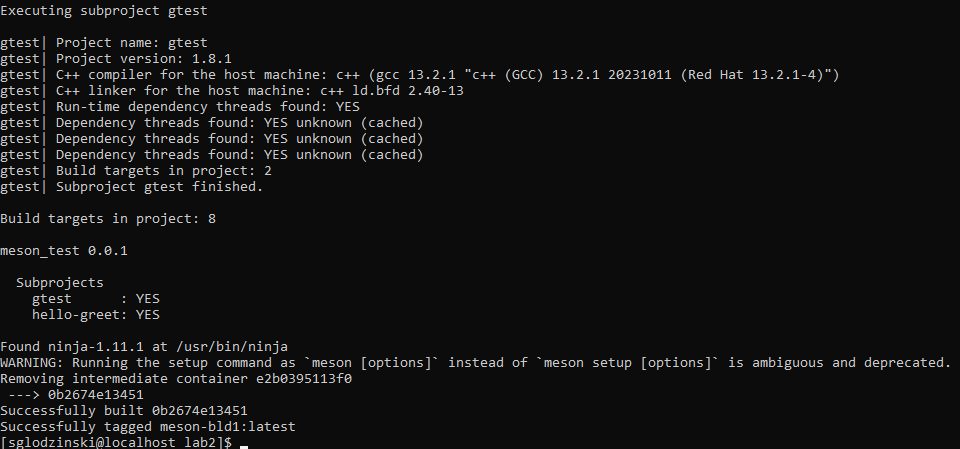 Executing subproject gtest
gtest| Project name: gtest
gtest| Project version: 1.8.1
gtest| C++ compiler for the host machine: c++ (gcc 13.2.1 "c++ (GCC) 13.2.1 20231011 (Red Hat 13.2.1-4)")
gtest| C++ linker for the host machine: c++ ld.bfd 2.40-13
gtest| Run-time dependency threads found: YES
gtest| Dependency threads found: YES unknown (cached)
gtest| Dependency threads found: YES unknown (cached)
gtest| Dependency threads found: YES unknown (cached)
gtest| Build targets in project: 2
gtest| Subproject gtest finished.
Build targets in project: 8
meson_test 0.0.1
Subprojects
gtest      : YES
hello-greet: YES
Found ninja-1.11.1 at /usr/bin/ninja
WARNING: Running the setup command as `meson [options]` instead of `meson setup [options]` is ambiguous and deprecated.
Removing intermediate container e2b0395113f0
---> 0b2674e13451
Successfully built 0b2674e13451
Successfully tagged meson-bld1:latest
[sglodzinski@localhost lab2]$